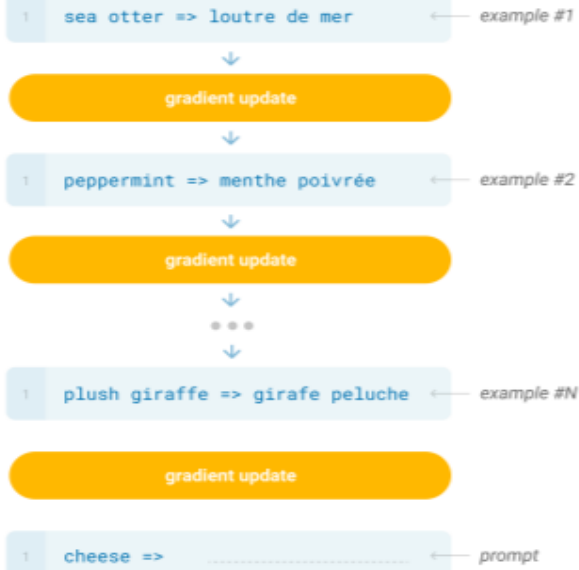 1 sea otter => loutre de mer example #1
gradient update
1 peppermint => menthe poivrée example #2
gradient update
1 plush giraffe => girafe peluche example #N
gradient update
1 cheese => prompt